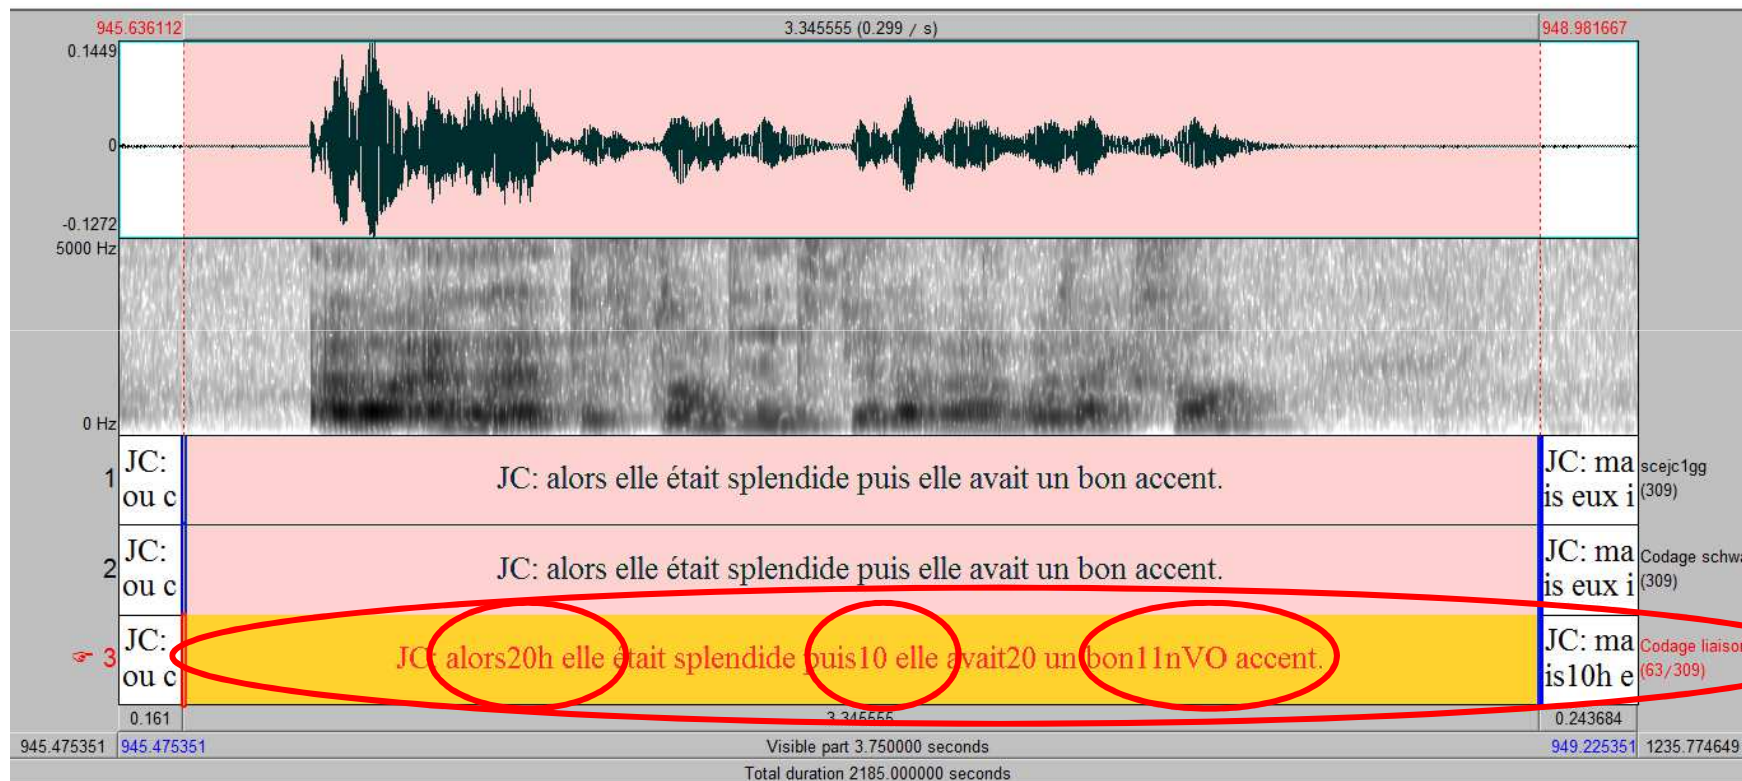 945.636112 3.345555 (0.299 / s) 948.981667
0.1449
0
-0.1272
5000 Hz
0 Hz
1 JC: ou c JC: alors elle était splendide puis elle avait un bon accent. JC: ma is eux i scejc1gg (309)
2 JC: ou c JC: alors elle était splendide puis elle avait un bon accent. JC: ma is eux i Codage schwa (309)
3 JC: ou c JC: alors20h elle était splendide puis10 elle avait20 un bon11nVO accent. JC: ma is10h e Codage liaison (63/309)
0.161 3.345555 0.243684
945.475351 945.475351 Visible part 3.750000 seconds 949.225351 1235.774649
Total duration 2185.000000 seconds